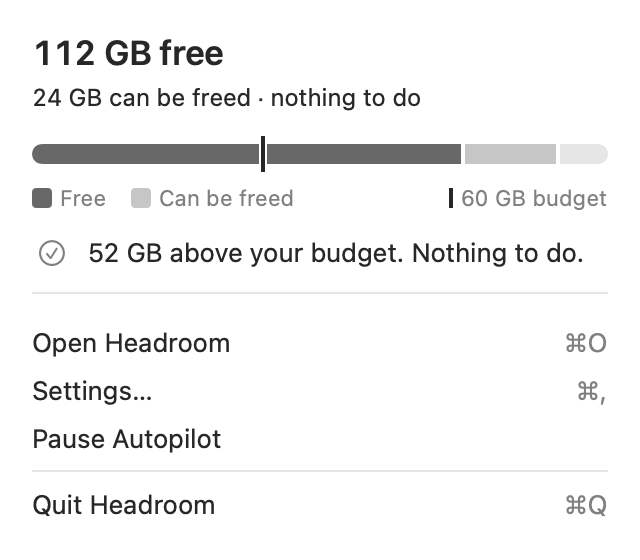 112 GB free
24 GB can be freed · nothing to do
Free Can be freed 60 GB budget
52 GB above your budget. Nothing to do.
Open Headroom ⌘O
Settings... ⌘,
Pause Autopilot
Quit Headroom ⌘Q